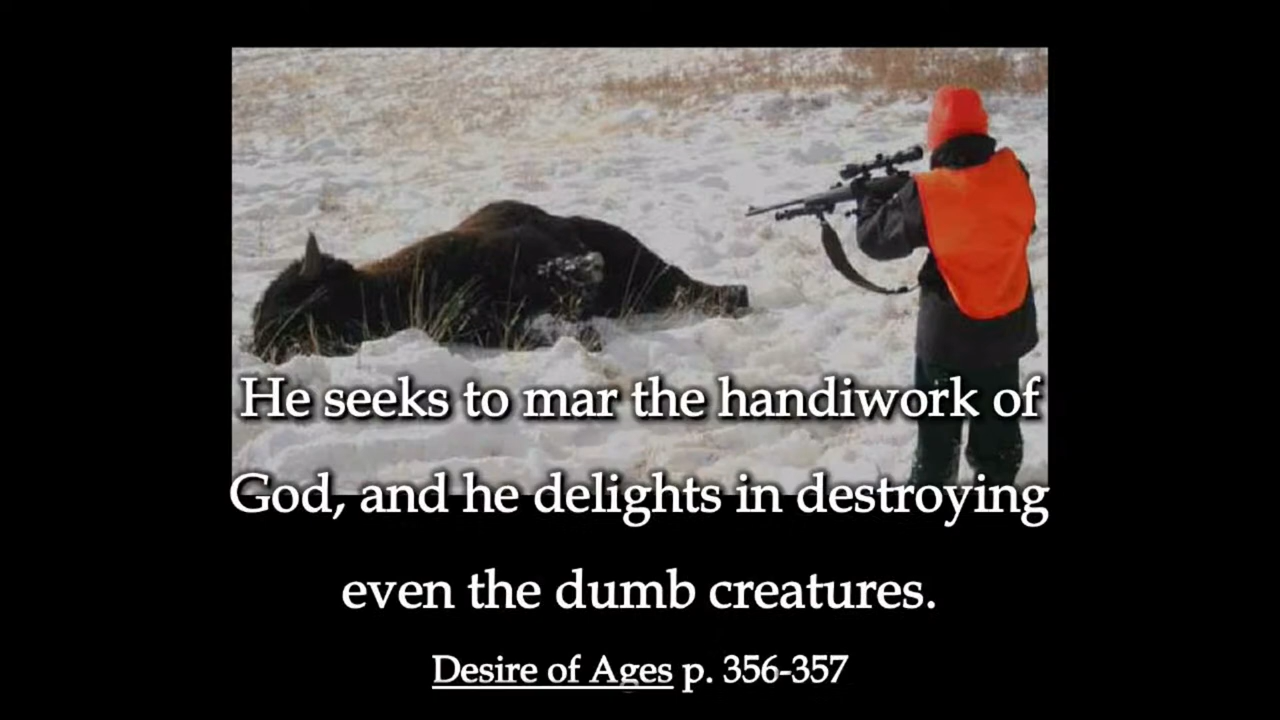 He seeks to mar the handiwork of
God, and he delights in destroying
even the dumb creatures.
Desire of Ages p. 356-357